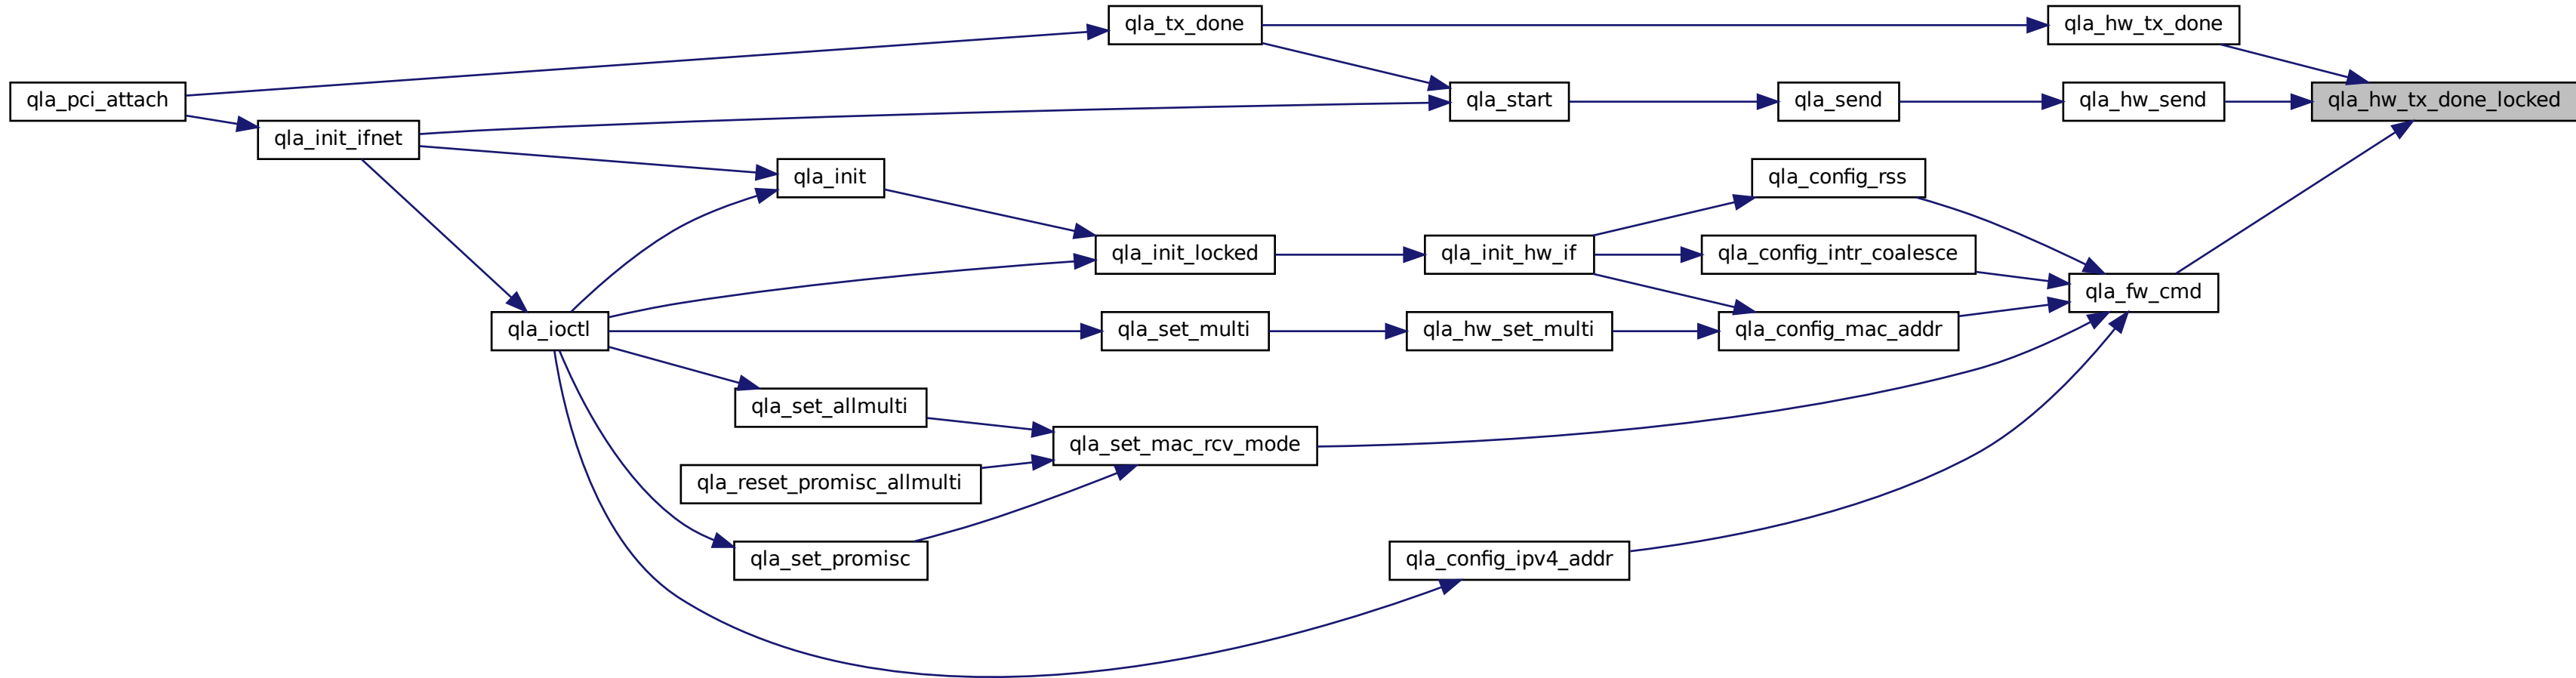 qla_tx_done
qla_hw_tx_done
qla_pci_attach
qla_start
qla_send
qla_hw_send
qla_hw_tx_done_locked
qla_init_ifnet
qla_init
qla_config_rss
qla_init_locked
qla_init_hw_if
qla_config_intr_coalesce
qla_fw_cmd
qla_ioctl
qla_set_multi
qla_hw_set_multi
qla_config_mac_addr
qla_set_allmulti
qla_set_mac_rcv_mode
qla_reset_promisc_allmulti
qla_set_promisc
qla_config_ipv4_addr